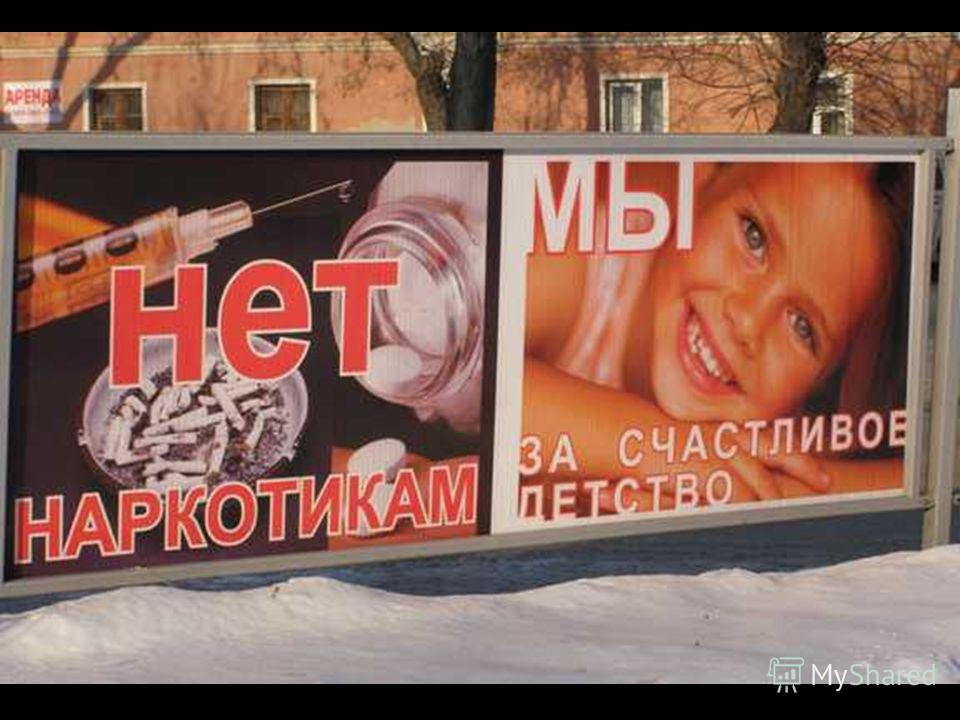 АРЕНДА
нет
НАРКОТИКАМ
МЫ
ЗА СЧАСТЛИВОЕ
ДЕТСТВО
MyShared